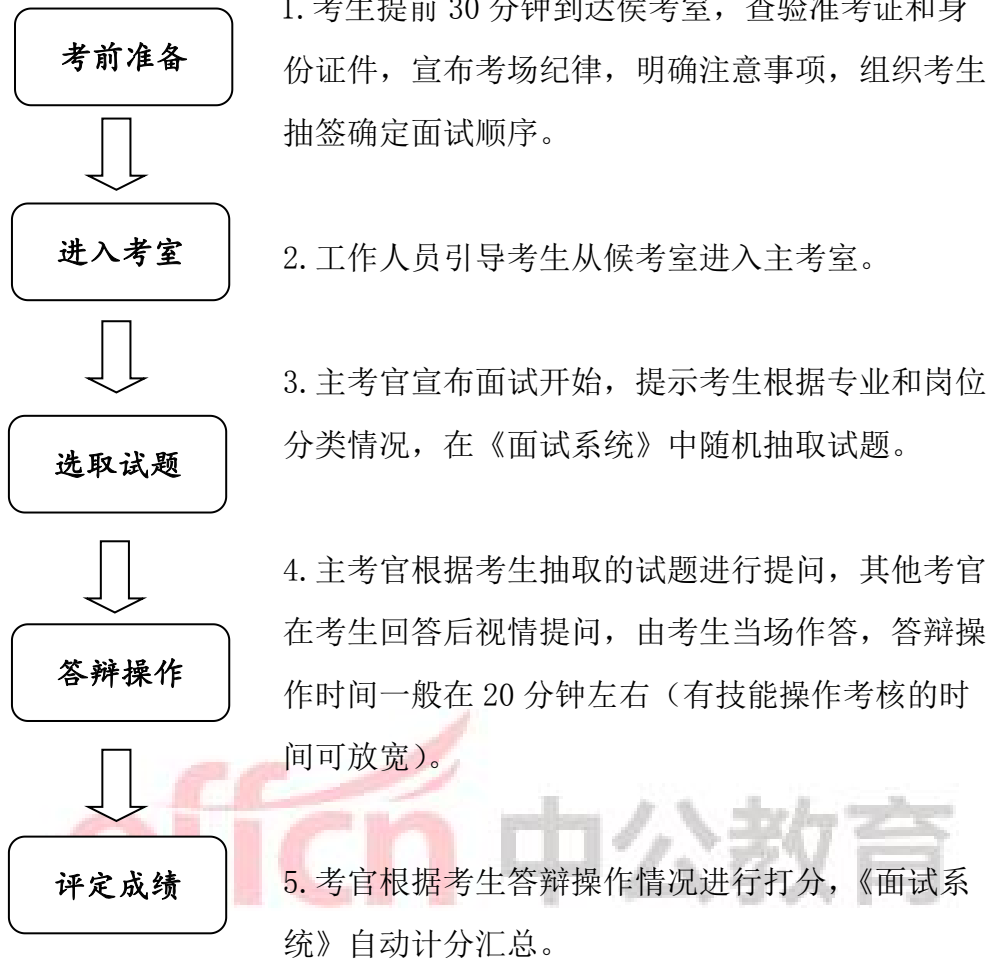 考前准备
1.考生提前 30 分钟到达侯考室，查验准考证和身
份证件，宣布考场纪律，明确注意事项，组织考生
抽签确定面试顺序。
进入考室
2.工作人员引导考生从候考室进入主考室。
选取试题
3.主考官宣布面试开始，提示考生根据专业和岗位
分类情况，在《面试系统》中随机抽取试题。
答辩操作
4.主考官根据考生抽取的试题进行提问，其他考官
在考生回答后视情提问，由考生当场作答，答辩操
作时间一般在 20 分钟左右（有技能操作考核的时
间可放宽）。
offcn 中公教育
评定成绩
5.考官根据考生答辩操作情况进行打分，《面试系
统》自动计分汇总。